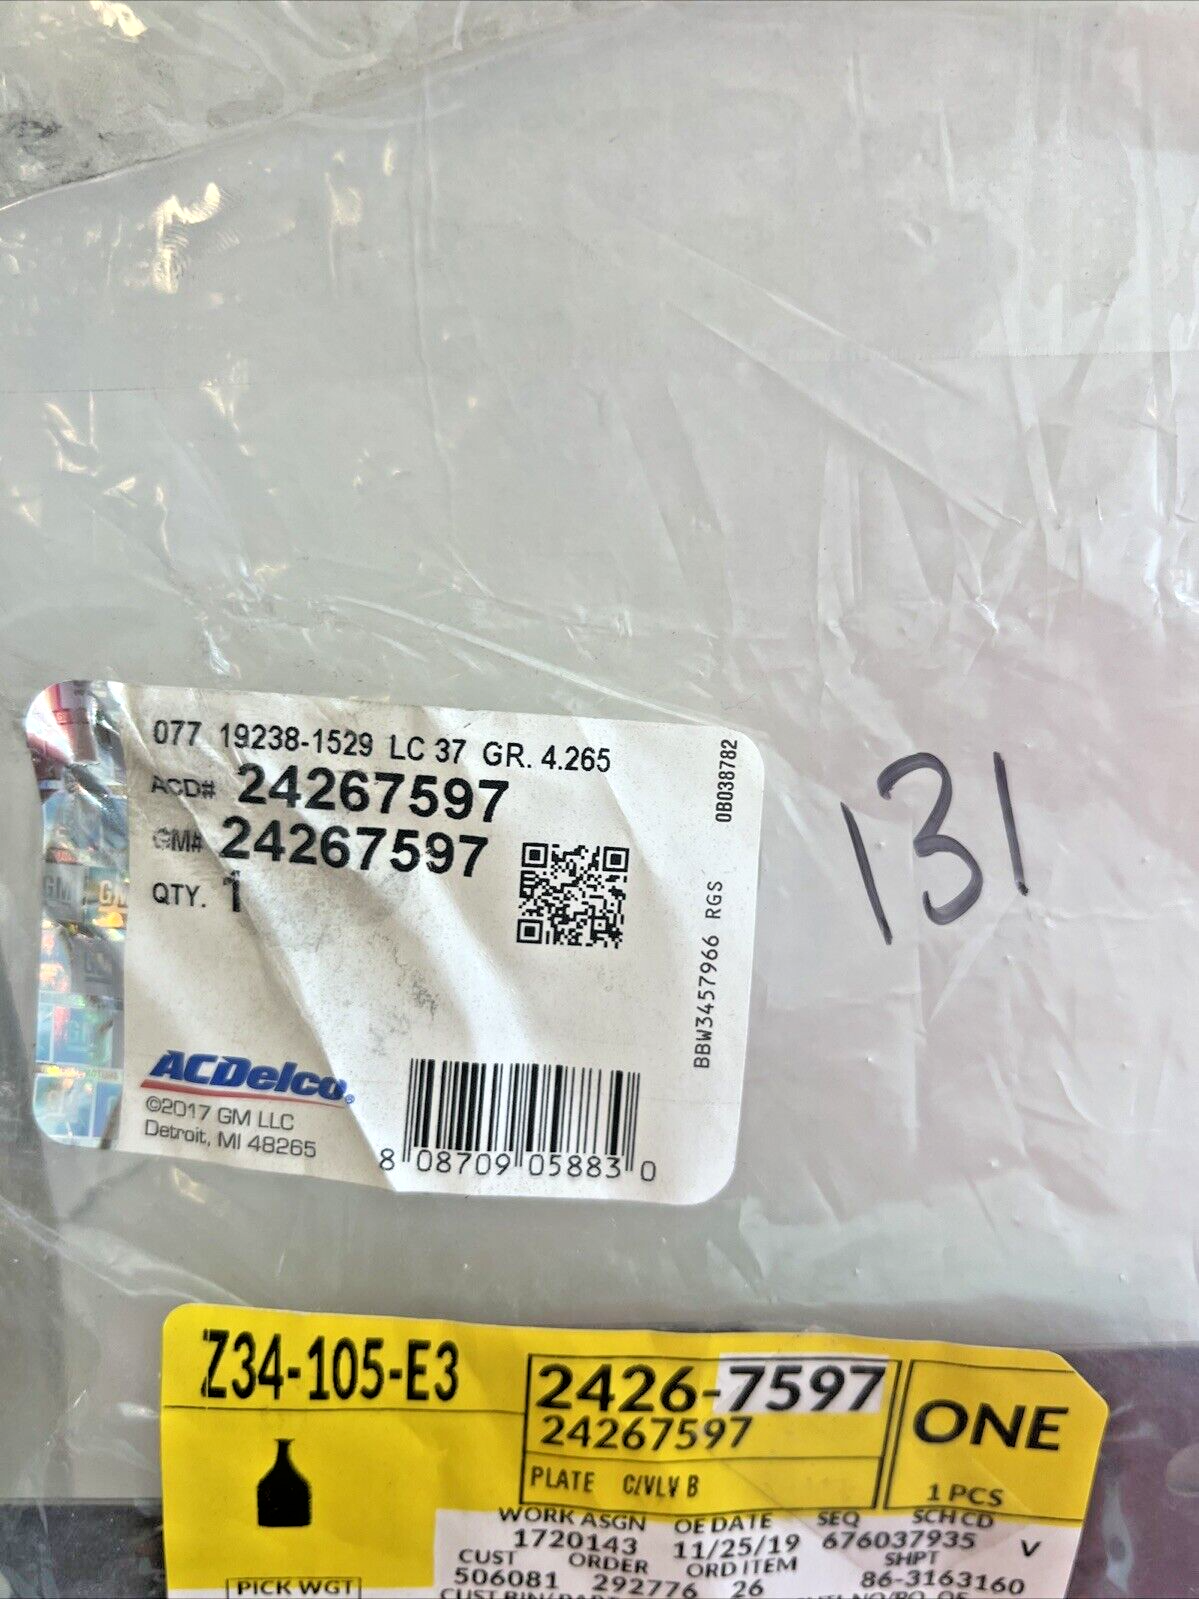 077 19238-1529 LC 37 GR. 4.265
ACD# 24267597
GM# 24267597
QTY. 1
0B038782
BBW3457966 RGS
ACDelco®
©2017 GM LLC
Detroit, MI 48265
8 08709 05883 0
131
GM
Z34-105-E3
2426-7597
24267597
ONE
PLATE C/VLV B
1 PCS
WORK ASGN OE DATE SEQ SCH CD
1720143 11/25/19 676037935 V
CUST ORDER ORD ITEM SHPT
506081 292776 26 86-3163160
PICK WGT